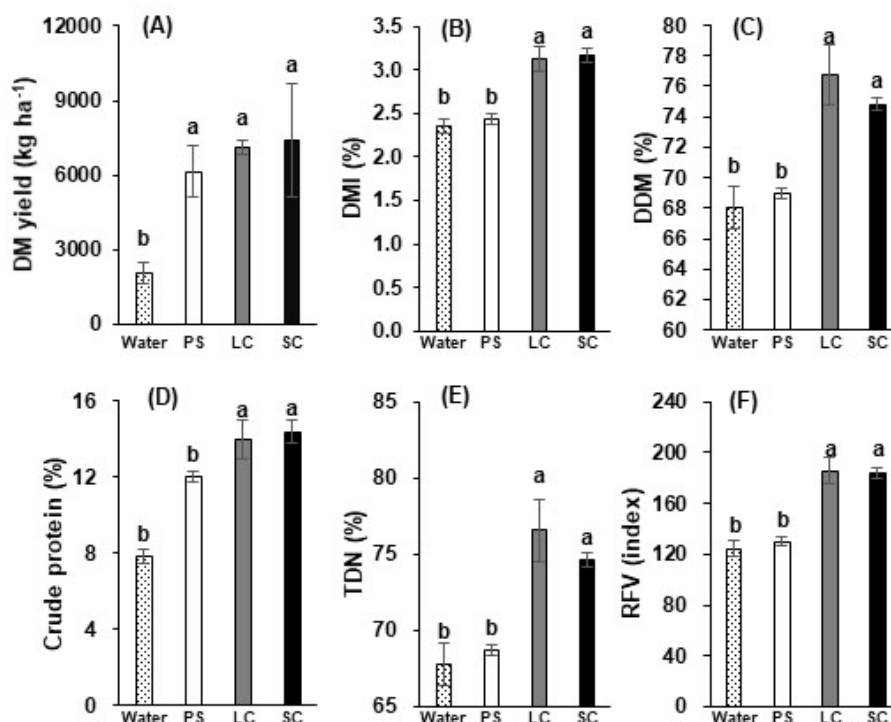 (A)
DM yield (kg ha⁻¹)
12000
9000
6000
3000
0
b
a
a
a
Water PS LC SC
(B)
DMI (%)
3.5
3.0
2.5
2.0
1.5
1.0
0.5
0.0
b
b
a
a
Water PS LC SC
(C)
DDM (%)
80
78
76
74
72
70
68
66
64
62
60
b
b
a
a
Water PS LC SC
(D)
Crude protein (%)
16
12
8
4
0
b
b
a
a
Water PS LC SC
(E)
TDN (%)
85
80
75
70
65
b
b
a
a
Water PS LC SC
(F)
RFV (index)
240
200
160
120
80
40
0
b
b
a
a
Water PS LC SC